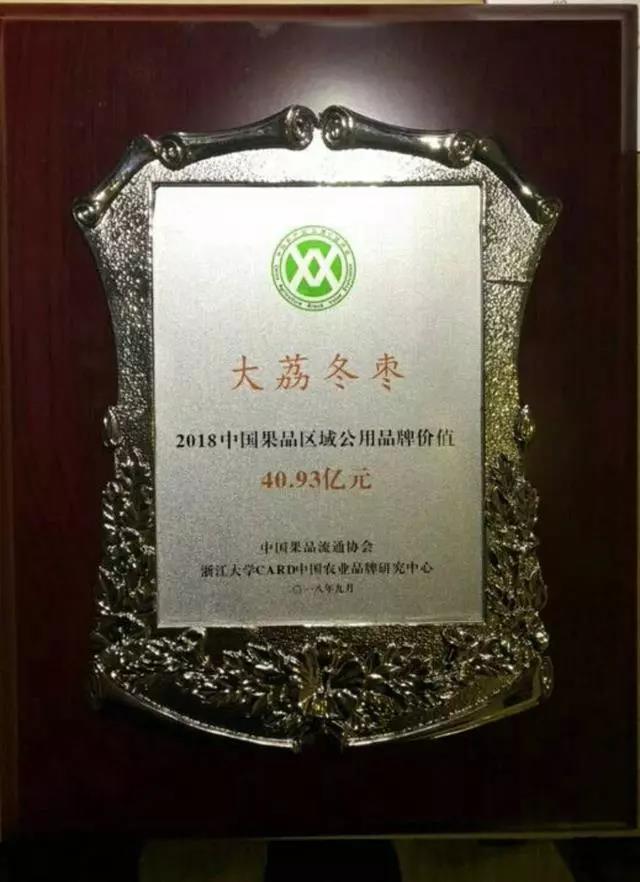 大荔冬枣
2018中国果品区域公用品牌价值
40.93亿元
中国果品流通协会
浙江大学CARD中国农业品牌研究中心
二〇一八年九月